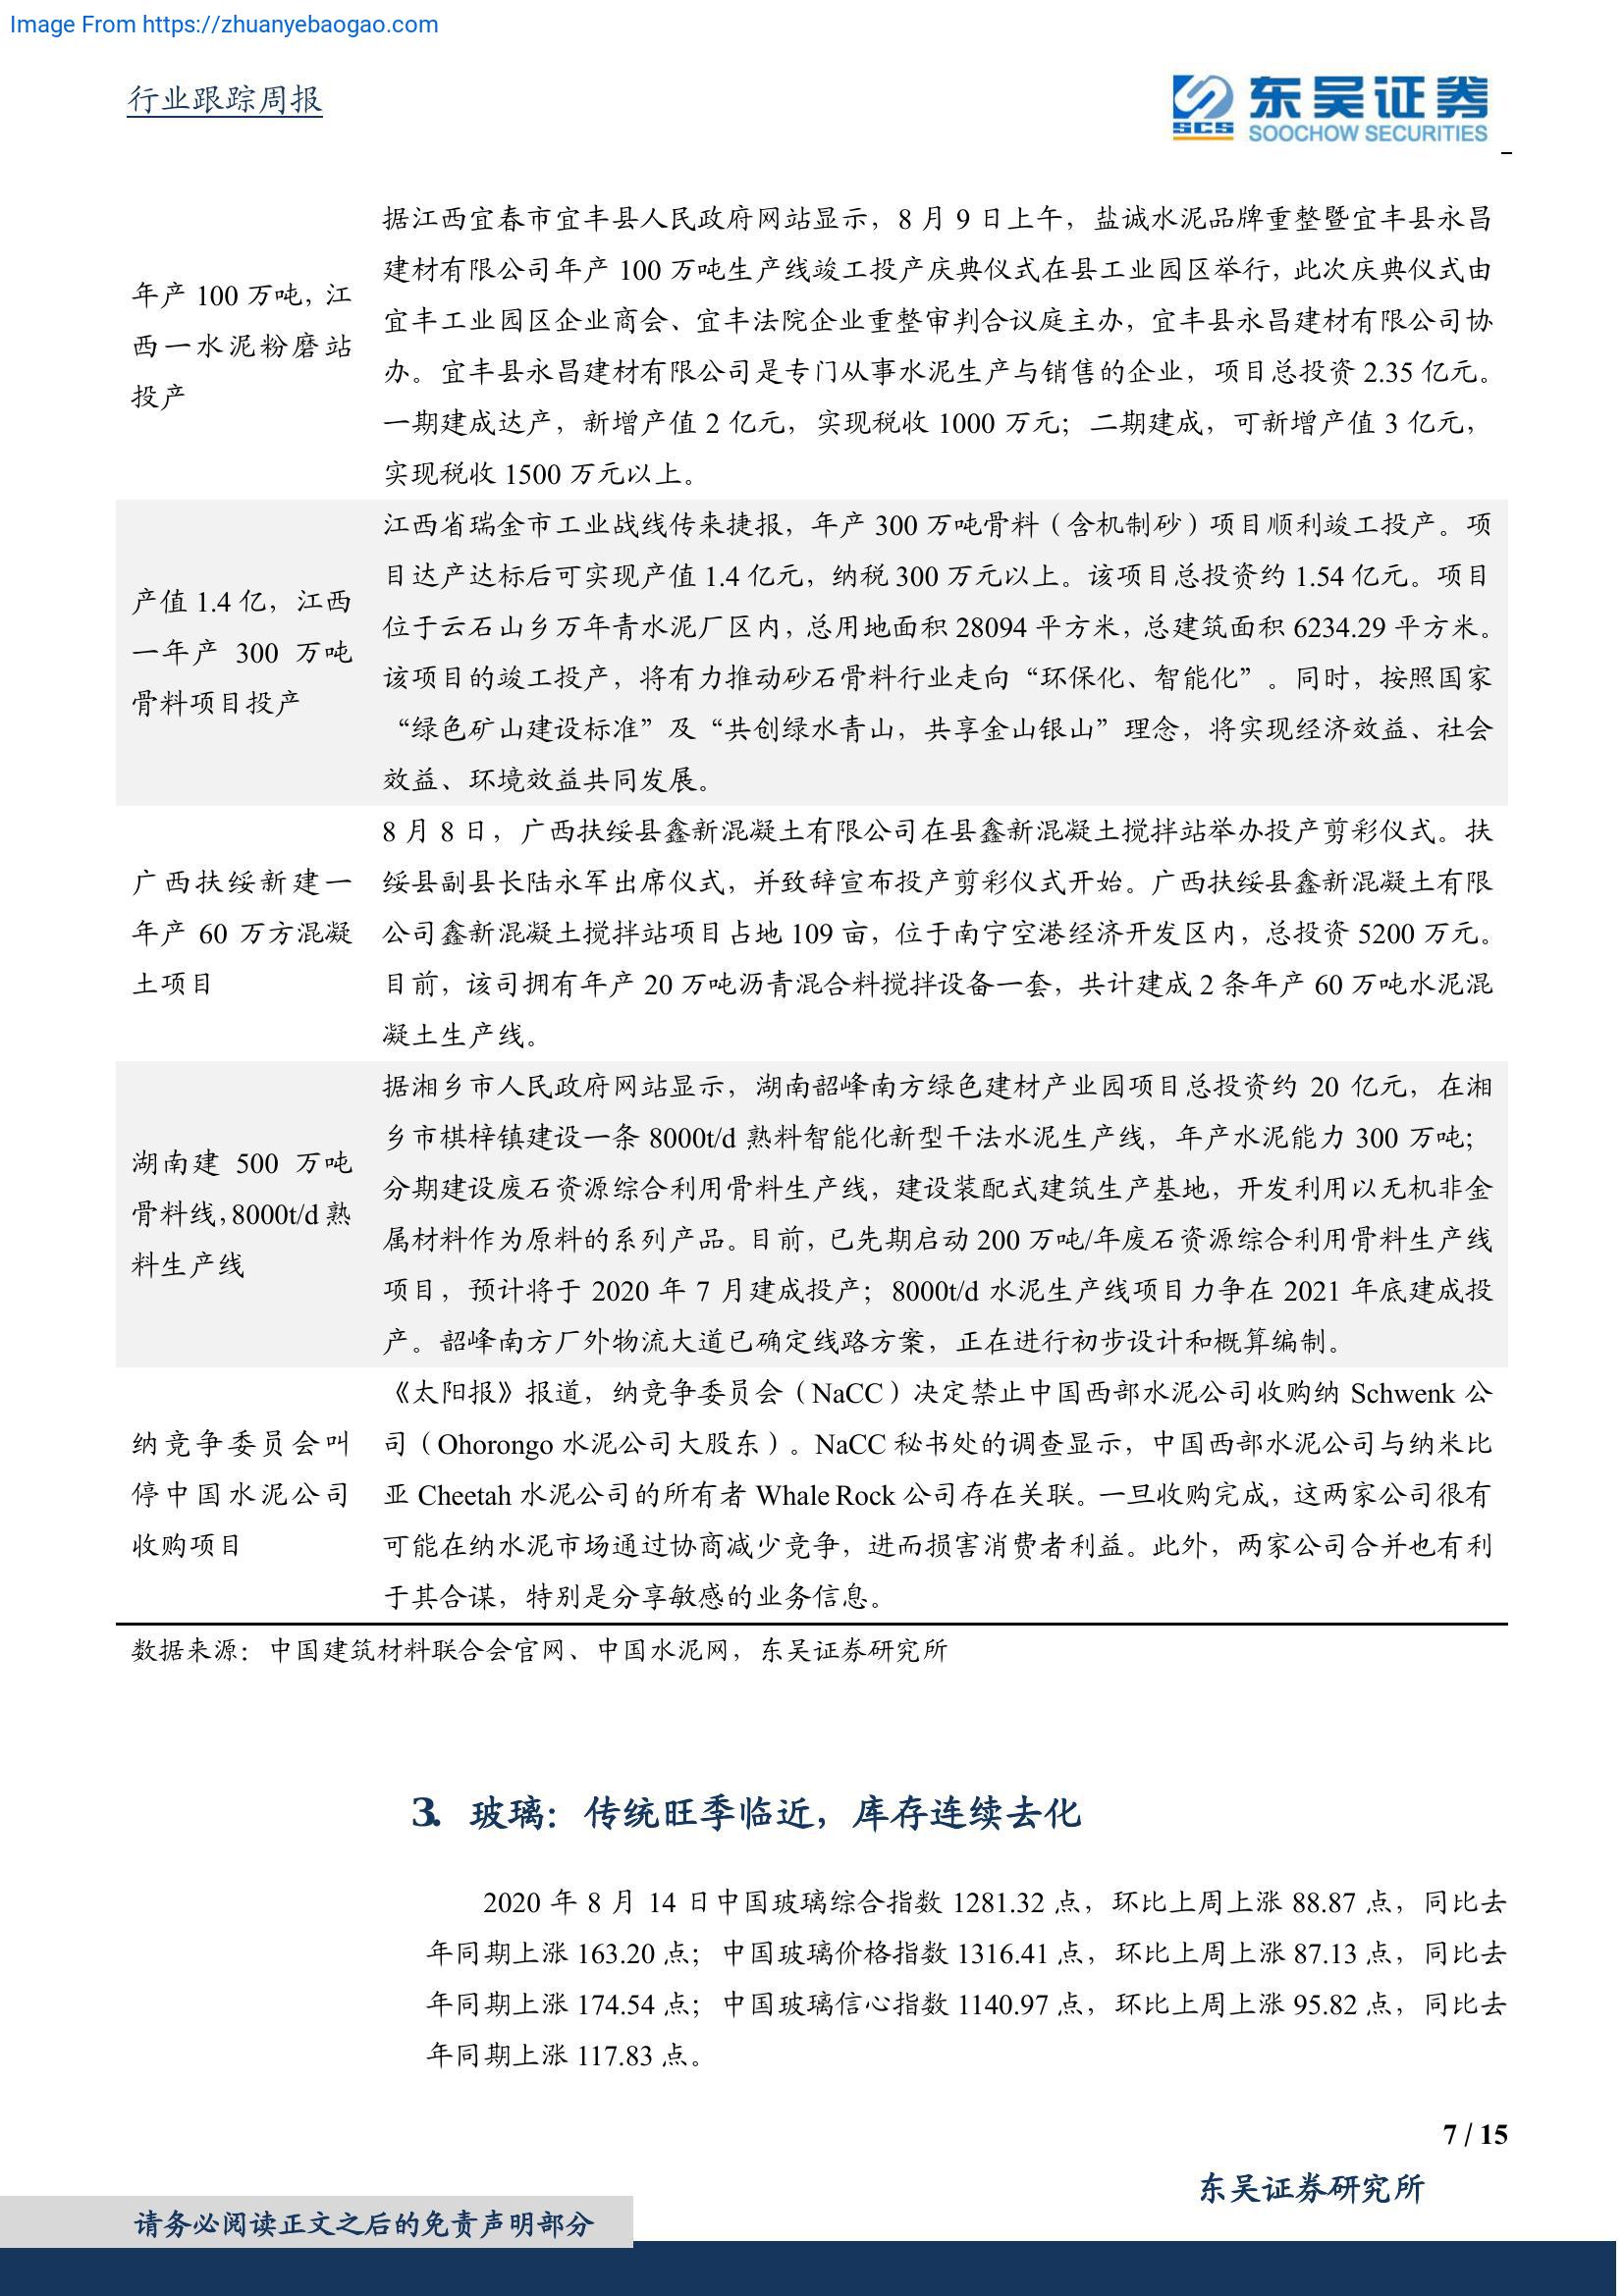 Image From https://zhuanyebaogao.com
行业跟踪周报
SCS
东吴证券
SOOCHOW SECURITIES
年产 100 万吨，江
西一水泥粉磨站
投产
据江西宜春市宜丰县人民政府网站显示，8 月 9 日上午，盐诚水泥品牌重整暨宜丰县永昌
建材有限公司年产 100 万吨生产线竣工投产庆典仪式在县工业园区举行，此次庆典仪式由
宜丰工业园区企业商会、宜丰法院企业重整审判合议庭主办，宜丰县永昌建材有限公司协
办。宜丰县永昌建材有限公司是专门从事水泥生产与销售的企业，项目总投资 2.35 亿元。
一期建成达产，新增产值 2 亿元，实现税收 1000 万元；二期建成，可新增产值 3 亿元，
实现税收 1500 万元以上。
产值 1.4 亿，江西
一年产 300 万吨
骨料项目投产
江西省瑞金市工业战线传来捷报，年产 300 万吨骨料（含机制砂）项目顺利竣工投产。项
目达产达标后可实现产值 1.4 亿元，纳税 300 万元以上。该项目总投资约 1.54 亿元。项目
位于云石山乡万年青水泥厂区内，总用地面积 28094 平方米，总建筑面积 6234.29 平方米。
该项目的竣工投产，将有力推动砂石骨料行业走向“环保化、智能化”。同时，按照国家
“绿色矿山建设标准”及“共创绿水青山，共享金山银山”理念，将实现经济效益、社会
效益、环境效益共同发展。
广西扶绥新建一
年产 60 万方混凝
土项目
8 月 8 日，广西扶绥县鑫新混凝土有限公司在县鑫新混凝土搅拌站举办投产剪彩仪式。扶
绥县副县长陆永军出席仪式，并致辞宣布投产剪彩仪式开始。广西扶绥县鑫新混凝土有限
公司鑫新混凝土搅拌站项目占地 109 亩，位于南宁空港经济开发区内，总投资 5200 万元。
目前，该司拥有年产 20 万吨沥青混合料搅拌设备一套，共计建成 2 条年产 60 万吨水泥混
凝土生产线。
湖南建 500 万吨
骨料线，8000t/d 熟
料生产线
据湘乡市人民政府网站显示，湖南韶峰南方绿色建材产业园项目总投资约 20 亿元，在湘
乡市棋梓镇建设一条 8000t/d 熟料智能化新型干法水泥生产线，年产水泥能力 300 万吨；
分期建设废石资源综合利用骨料生产线，建设装配式建筑生产基地，开发利用以无机非金
属材料作为原料的系列产品。目前，已先期启动 200 万吨/年废石资源综合利用骨料生产线
项目，预计将于 2020 年 7 月建成投产；8000t/d 水泥生产线项目力争在 2021 年底建成投
产。韶峰南方厂外物流大道已确定线路方案，正在进行初步设计和概算编制。
纳竞争委员会叫
停中国水泥公司
收购项目
《太阳报》报道，纳竞争委员会（NaCC）决定禁止中国西部水泥公司收购纳 Schwenk 公
司（Ohorongo 水泥公司大股东）。NaCC 秘书处的调查显示，中国西部水泥公司与纳米比
亚 Cheetah 水泥公司的所有者 Whale Rock 公司存在关联。一旦收购完成，这两家公司很有
可能在纳水泥市场通过协商减少竞争，进而损害消费者利益。此外，两家公司合并也有利
于其合谋，特别是分享敏感的业务信息。
数据来源：中国建筑材料联合会官网、中国水泥网，东吴证券研究所
3. 玻璃：传统旺季临近，库存连续去化
2020 年 8 月 14 日中国玻璃综合指数 1281.32 点，环比上周上涨 88.87 点，同比去
年同期上涨 163.20 点；中国玻璃价格指数 1316.41 点，环比上周上涨 87.13 点，同比去
年同期上涨 174.54 点；中国玻璃信心指数 1140.97 点，环比上周上涨 95.82 点，同比去
年同期上涨 117.83 点。
7 / 15
东吴证券研究所
请务必阅读正文之后的免责声明部分